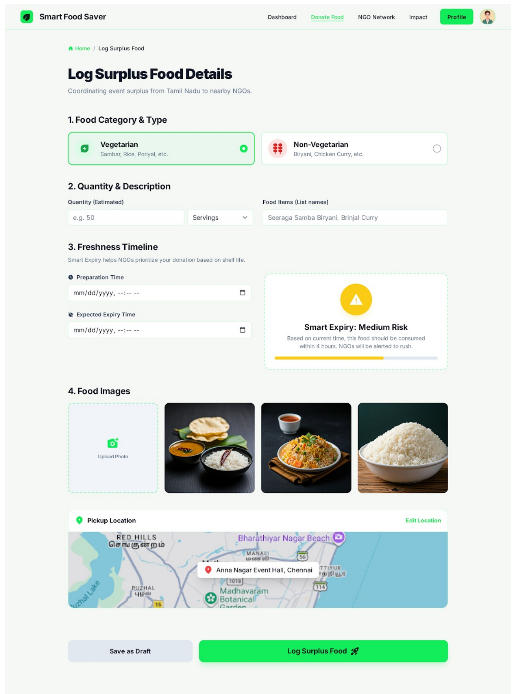 Smart Food Saver
Dashboard
Donate Food
NGO Network
Impact
Profile
Home / Log Surplus Food
Log Surplus Food Details
Coordinating event surplus from Tamil Nadu to nearby NGOs.
1. Food Category & Type
Vegetarian
Sambar, Rice, Poriyal, etc.
Non-Vegetarian
Biryani, Chicken Curry, etc.
2. Quantity & Description
Quantity (Estimated)
Food Items (List names)
e.g. 50
Servings
Seeraga Samba Biryani, Brinjal Curry
3. Freshness Timeline
Smart Expiry helps NGOs prioritize your donation based on shelf life.
Preparation Time
mm/dd/yyyy, --:-- --
Expected Expiry Time
mm/dd/yyyy, --:-- --
Smart Expiry: Medium Risk
Based on current time, this food should be consumed
within 4 hours. NGOs will be alerted to rush.
4. Food Images
Upload Photo
Pickup Location
Edit Location
RED HILLS
செங்குன்றம்
Bharathiyar Nagar Beach
MANALI
PUZHAL
Anna Nagar Event Hall, Chennai
Madhavaram
Botanical
Garden
Puzhal Lake
56
1018
114
16
Save as Draft
Log Surplus Food